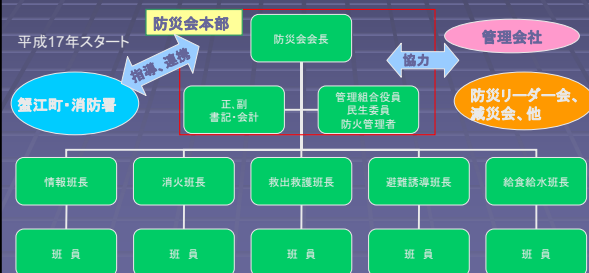 平成17年スタート
防災会本部
防災会会長
管理会社
指導、連携
協力
蟹江町・消防署
正、副
書記・会計
管理組合役員
民生委員
防火管理者
防災リーダー会、
減災会、他
情報班長
消火班長
救出救護班長
避難誘導班長
給食給水班長
班 員
班 員
班 員
班 員
班 員